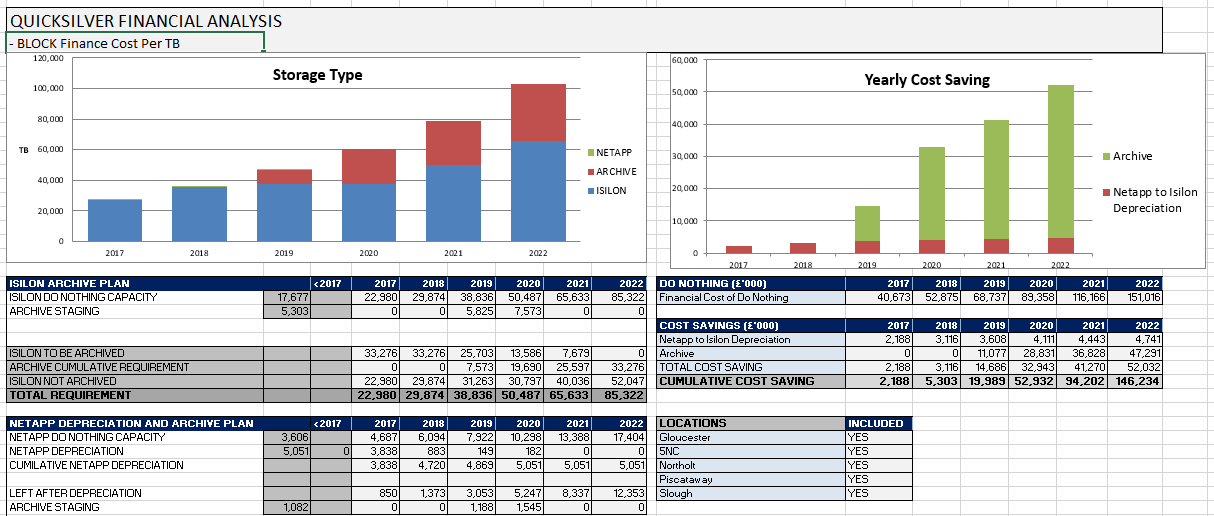 QUICKSILVER FINANCIAL ANALYSIS
- BLOCK Finance Cost Per TB
Storage Type
120,000
100,000
80,000
TB 60,000
40,000
20,000
0
2017 2018 2019 2020 2021 2022
NETAPP
ARCHIVE
ISILON
Yearly Cost Saving
60,000
50,000
40,000
30,000
20,000
10,000
0
2017 2018 2019 2020 2021 2022
Archive
Netapp to Isilon
Depreciation
ISILON ARCHIVE PLAN <2017 2017 2018 2019 2020 2021 2022
ISILON DO NOTHING CAPACITY 17,677 22,980 29,874 38,836 50,487 65,633 85,322
ARCHIVE STAGING 5,303 0 0 5,825 7,573 0 0
ISILON TO BE ARCHIVED 33,276 33,276 25,703 13,586 7,679 0
ARCHIVE CUMULATIVE REQUIREMENT 0 0 7,573 19,690 25,597 33,276
ISILON NOT ARCHIVED 22,980 29,874 31,263 30,797 40,036 52,047
TOTAL REQUIREMENT 22,980 29,874 38,836 50,487 65,633 85,322
NETAPP DEPRECIATION AND ARCHIVE PLAN <2017 2017 2018 2019 2020 2021 2022
NETAPP DO NOTHING CAPACITY 3,606 4,687 6,094 7,922 10,298 13,388 17,404
NETAPP DEPRECIATION 5,051 0 3,838 883 149 182 0 0
CUMILATIVE NETAPP DEPRECIATION 3,838 4,720 4,869 5,051 5,051 5,051
LEFT AFTER DEPRECIATION 850 1,373 3,053 5,247 8,337 12,353
ARCHIVE STAGING 1,082 0 0 1,188 1,545 0 0
DO NOTHING (£'000) 2017 2018 2019 2020 2021 2022
Financial Cost of Do Nothing 40,673 52,875 68,737 89,358 116,166 151,016
COST SAVINGS (£'000) 2017 2018 2019 2020 2021 2022
Netapp to Isilon Depreciation 2,188 3,116 3,608 4,111 4,443 4,741
Archive 0 0 11,077 28,831 36,828 47,291
TOTAL COST SAVING 2,188 3,116 14,686 32,943 41,270 52,032
CUMULATIVE COST SAVING 2,188 5,303 19,989 52,932 94,202 146,234
LOCATIONS INCLUDED
Gloucester YES
5NC YES
Northolt YES
Piscataway YES
Slough YES